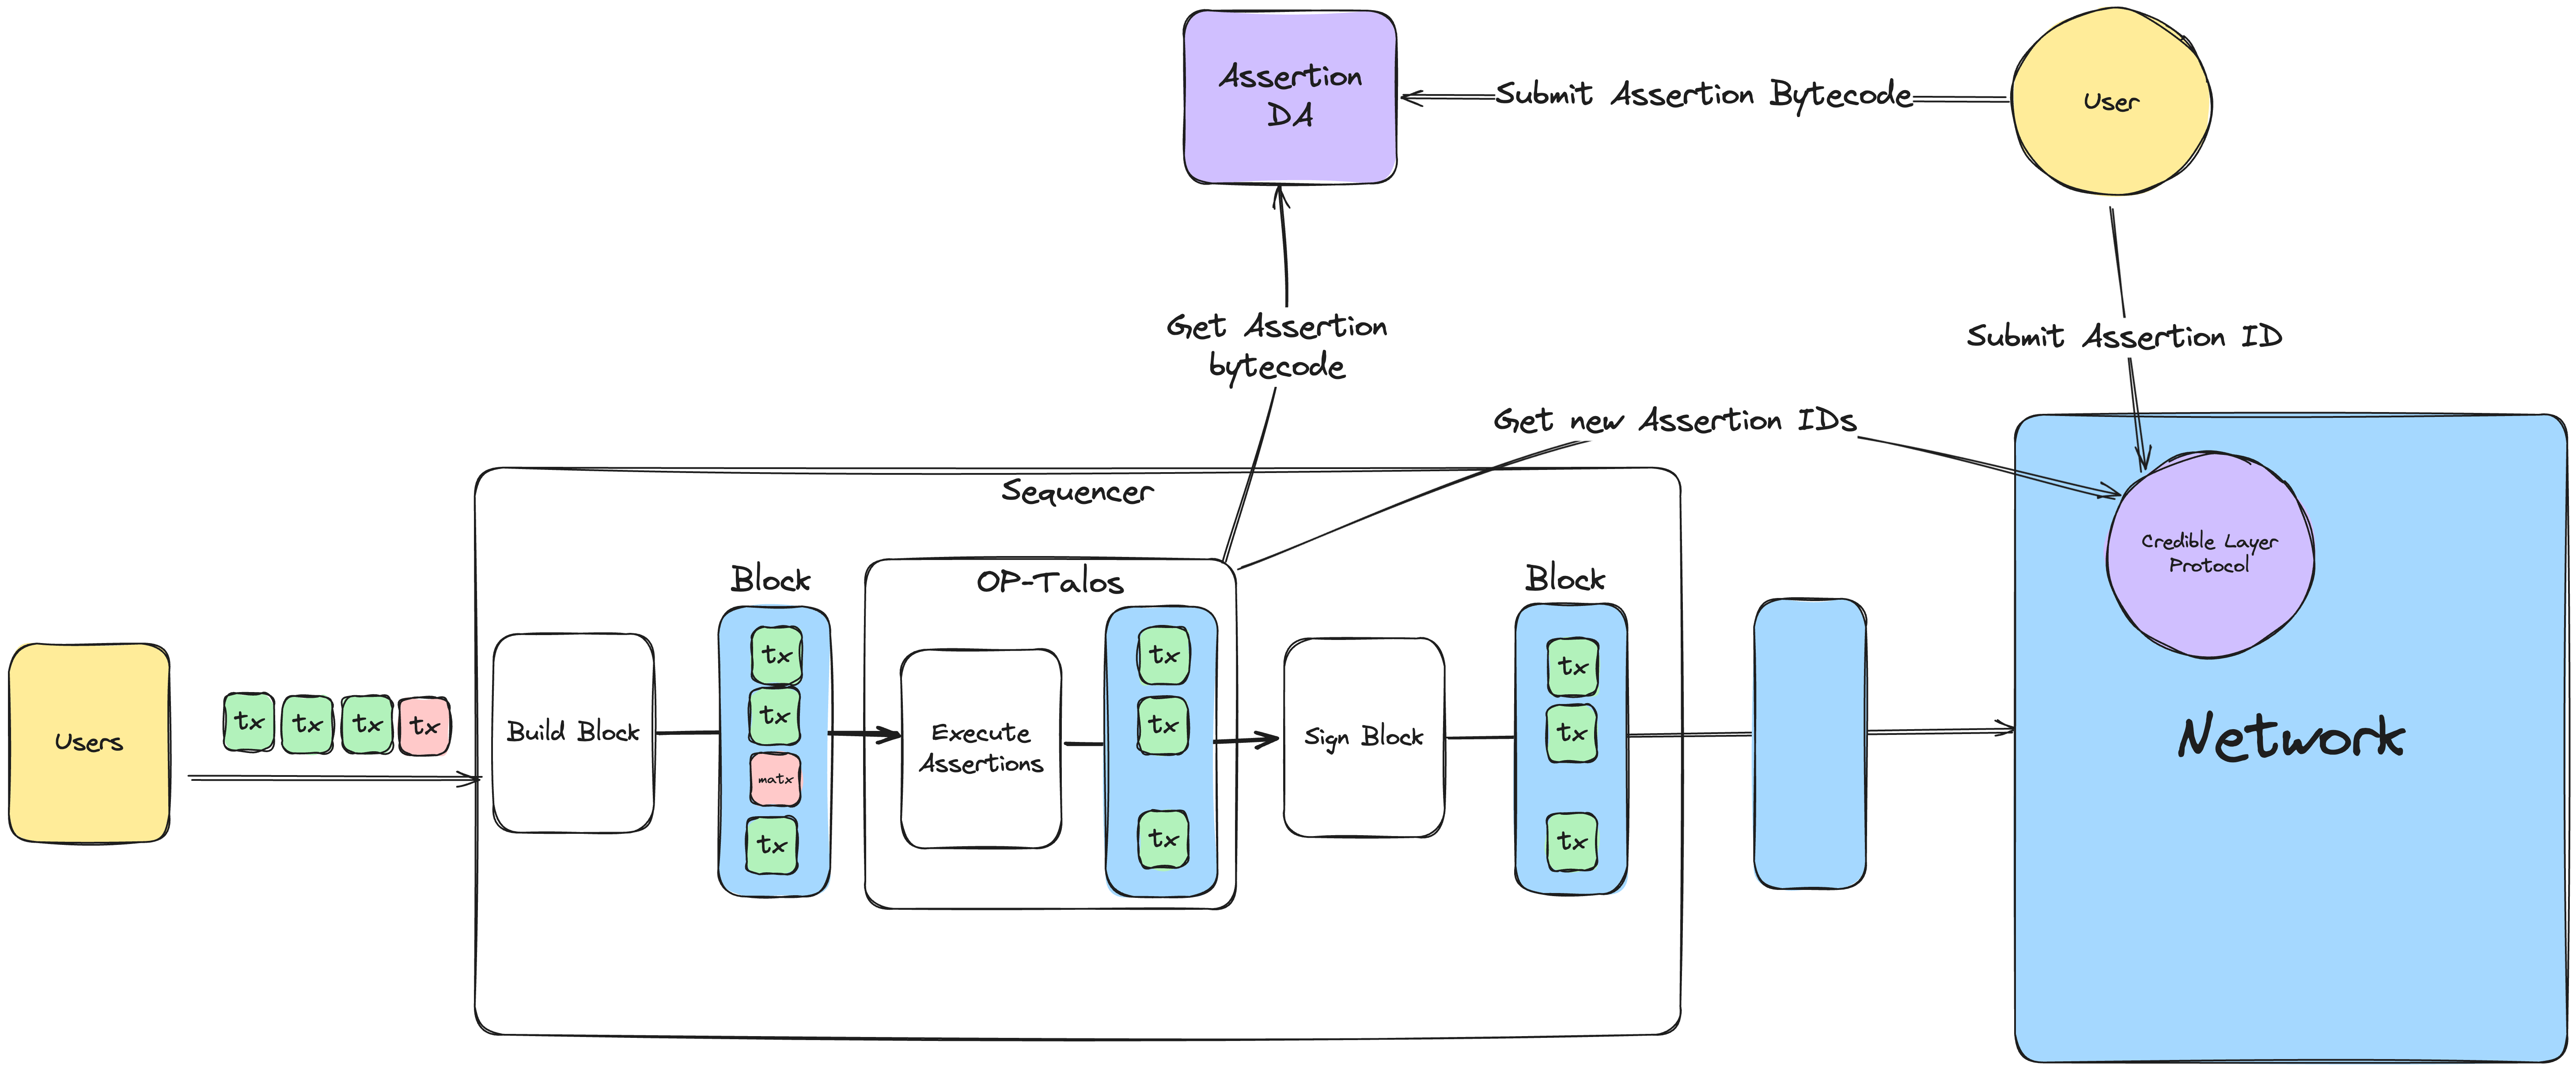 Assertion
DA
Submit Assertion Bytecode
User
Get Assertion
bytecode
Submit Assertion ID
Get new Assertion IDs
Sequencer
Credible Layer
Protocol
Block
OP-Talos
Block
Users
tx
tx
tx
tx
Build Block
tx
tx
matx
tx
Execute
Assertions
tx
tx
tx
Sign Block
tx
tx
tx
Network